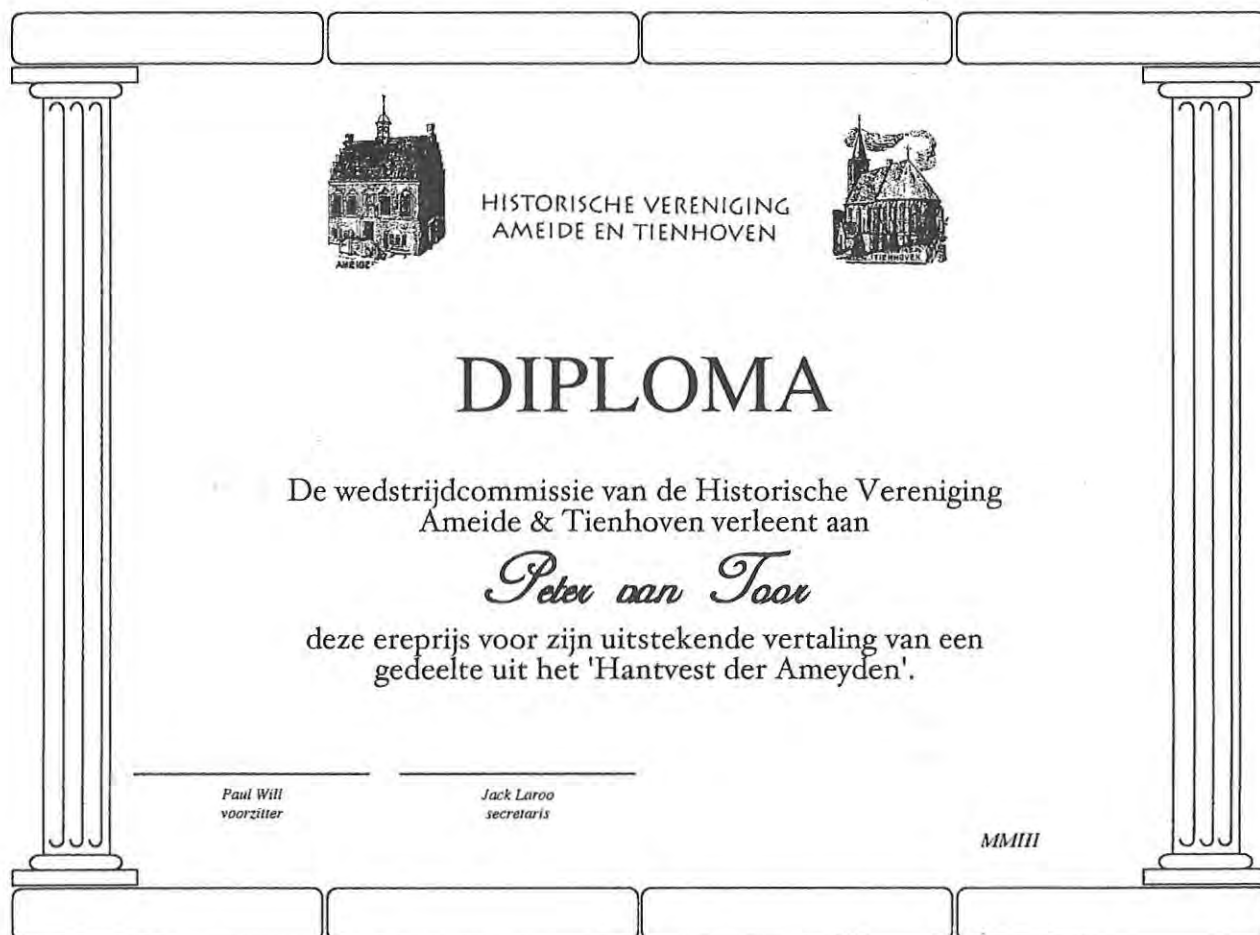 HISTORISCHE VERENIGING
AMEIDE EN TIENHOVEN
AMEIDE
TIENHOVEN
DIPLOMA
De wedstrijdcommissie van de Historische Vereniging
Ameide & Tienhoven verleent aan
Peter van Toor
deze ereprijs voor zijn uitstekende vertaling van een
gedeelte uit het 'Hantvest der Ameyden'.
Paul Will
voorzitter
Jack Laroo
secretaris
MMIII